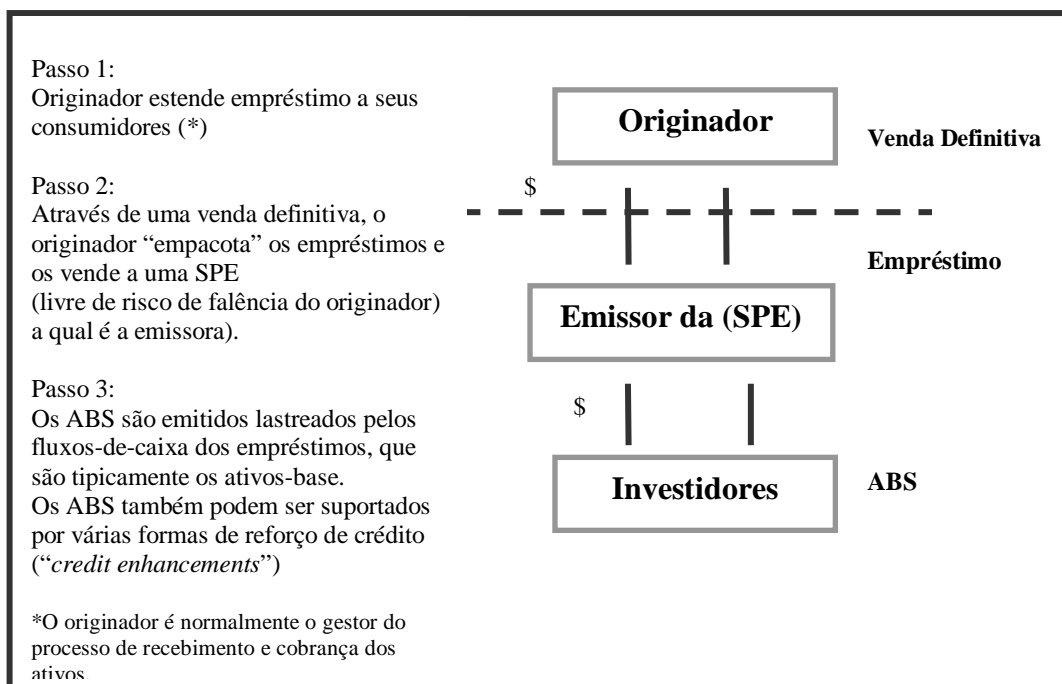 Passo 1:
Originador estende empréstimo a seus
consumidores (*)
Passo 2:
Através de uma venda definitiva, o
originador “empacota” os empréstimos e
os vende a uma SPE
(livre de risco de falência do originador)
a qual é a emissora).
Passo 3:
Os ABS são emitidos lastreados pelos
fluxos-de-caixa dos empréstimos, que
são tipicamente os ativos-base.
Os ABS também podem ser suportados
por várias formas de reforço de crédito
(“credit enhancements”)
*O originador é normalmente o gestor do
processo de recebimento e cobrança dos
ativos.
Originador
Venda Definitiva
$
Empréstimo
Emissor da (SPE)
$
Investidores
ABS